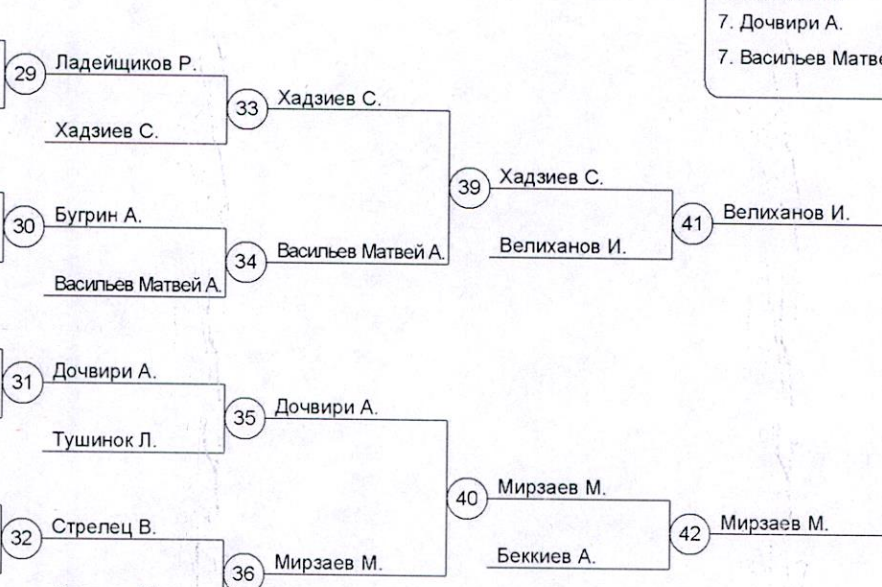 7. Дочвири А.
7. Васильев Матве
29 Ладейщиков Р.
33 Хадзиев С.
Хадзиев С.
39 Хадзиев С.
30 Бугрин А.
41 Велиханов И.
34 Васильев Матвей А.
Велиханов И.
Васильев Матвей А.
31 Дочвири А.
35 Дочвири А.
Тушинок Л.
40 Мирзаев М.
32 Стрелец В.
42 Мирзаев М.
36 Мирзаев М.
Беккиев А.